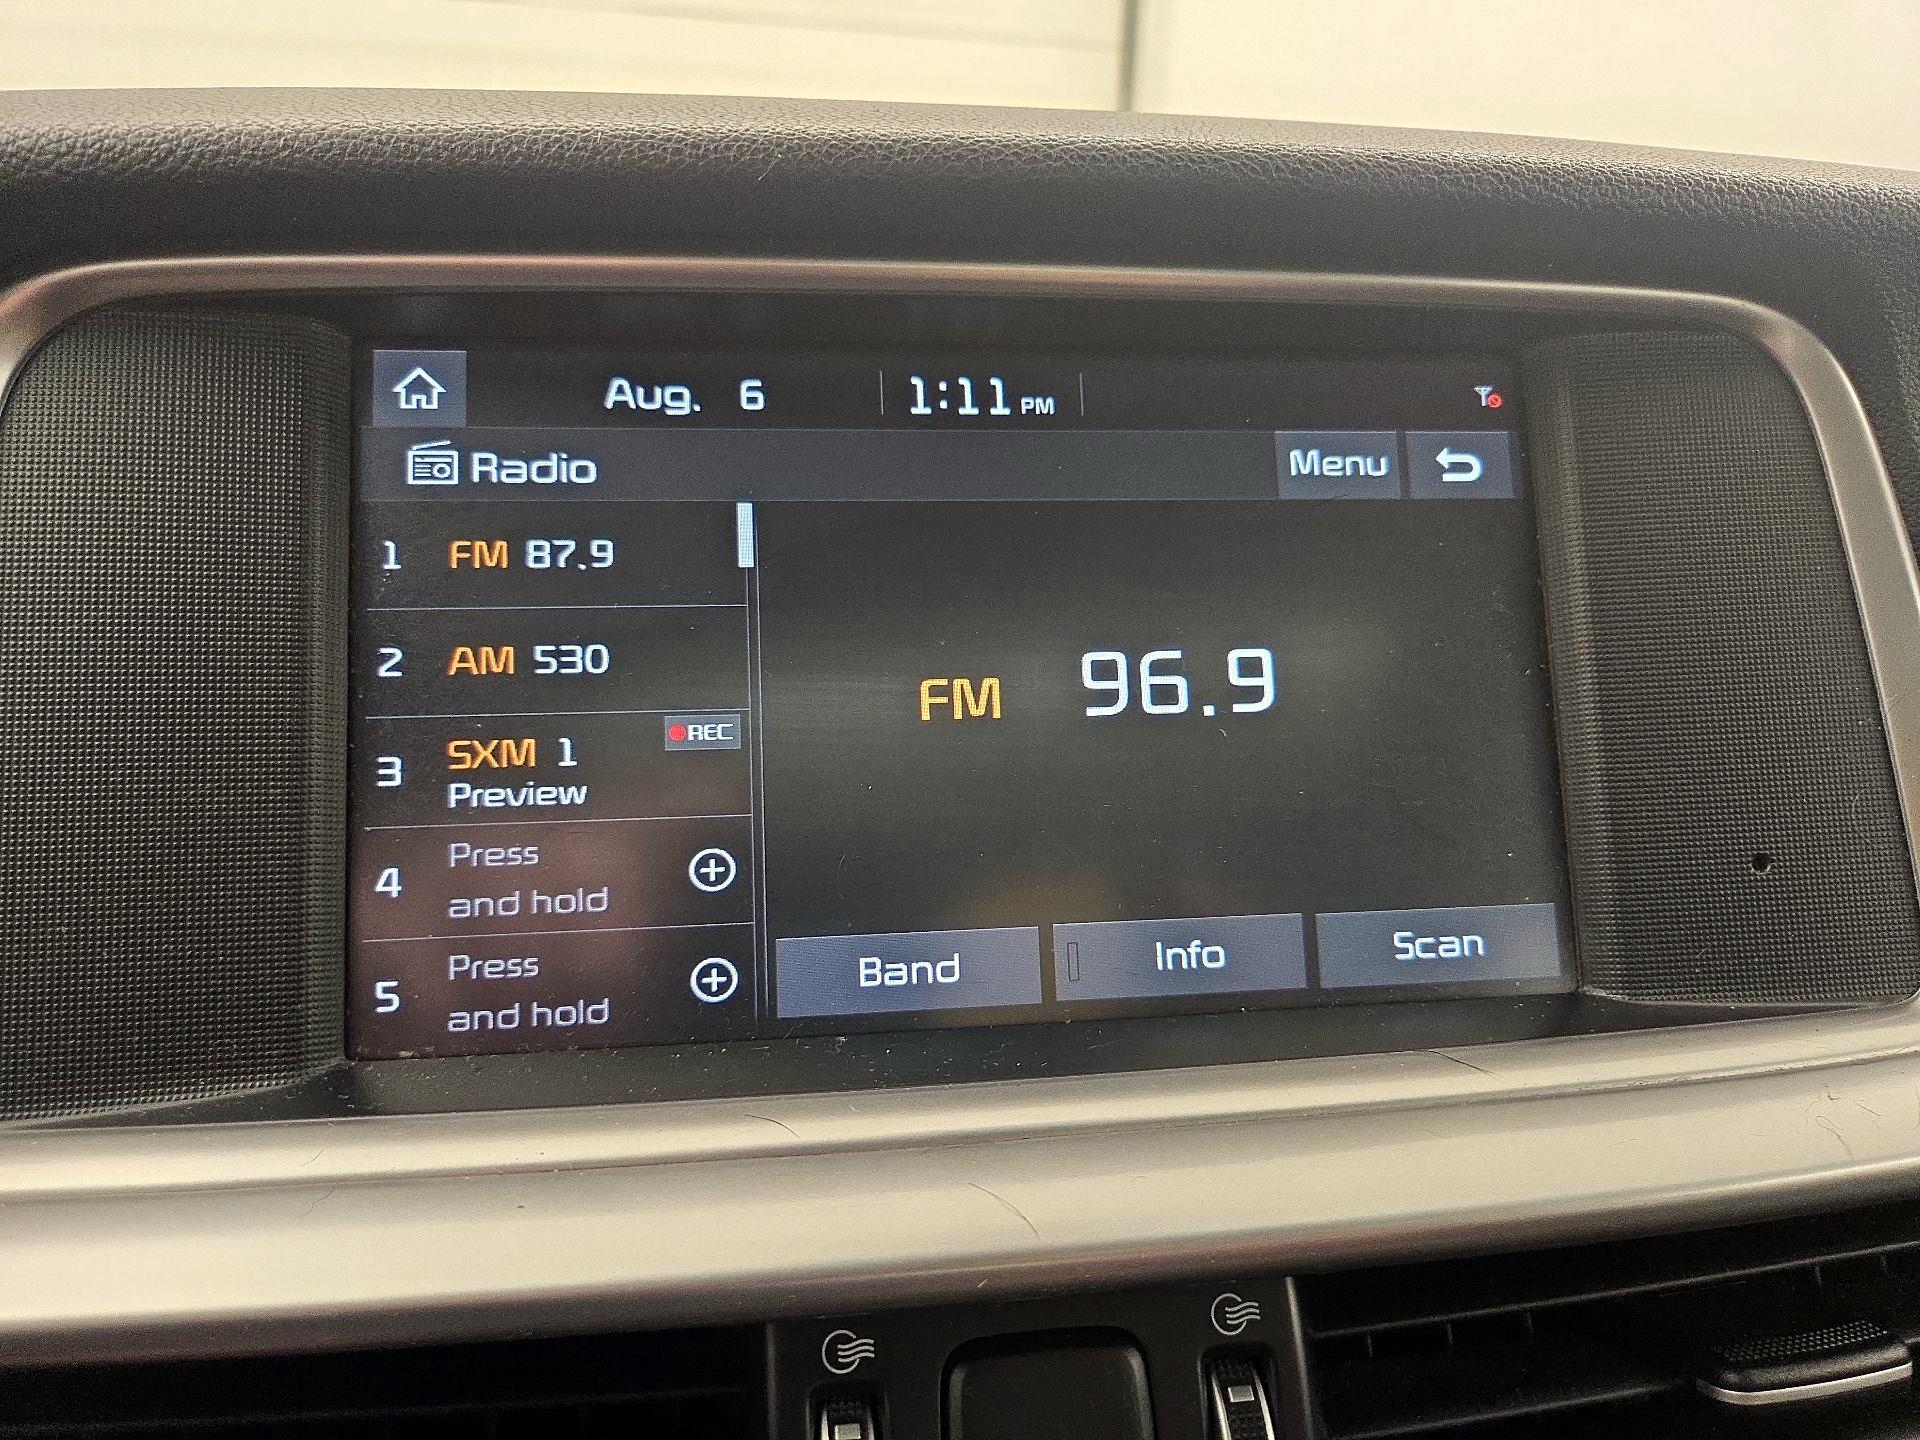 Aug. 6 1:11 PM
Radio Menu
1 FM 87.9
2 AM 530
3 SXM 1 REC
Preview
4 Press
and hold
5 Press
and hold
FM 96.9
Band Info Scan